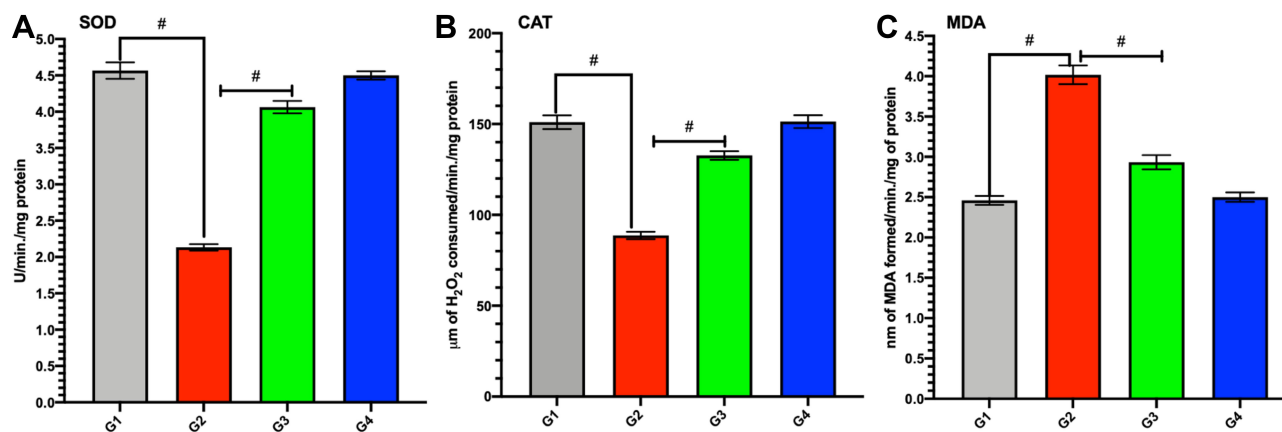 A
SOD
U/min./mg protein
5.0
4.5
4.0
3.5
3.0
2.5
2.0
1.5
1.0
0.5
0.0
#
#
G1
G2
G3
G4
B
CAT
μm of H₂O₂ consumed/min./mg protein
200
150
100
50
0
#
#
G1
G2
G3
G4
C
MDA
nm of MDA formed/min./mg of protein
4.5
4.0
3.5
3.0
2.5
2.0
1.5
1.0
0.5
0.0
#
#
G1
G2
G3
G4